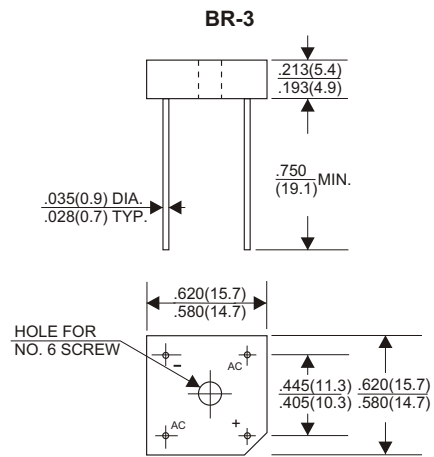 BR-3
.213(5.4)
.193(4.9)
.750
(19.1)
MIN.
.035(0.9) DIA.
.028(0.7) TYP.
.620(15.7)
.580(14.7)
HOLE FOR
NO. 6 SCREW
-
AC
AC
+
.445(11.3)
.405(10.3)
.620(15.7)
.580(14.7)